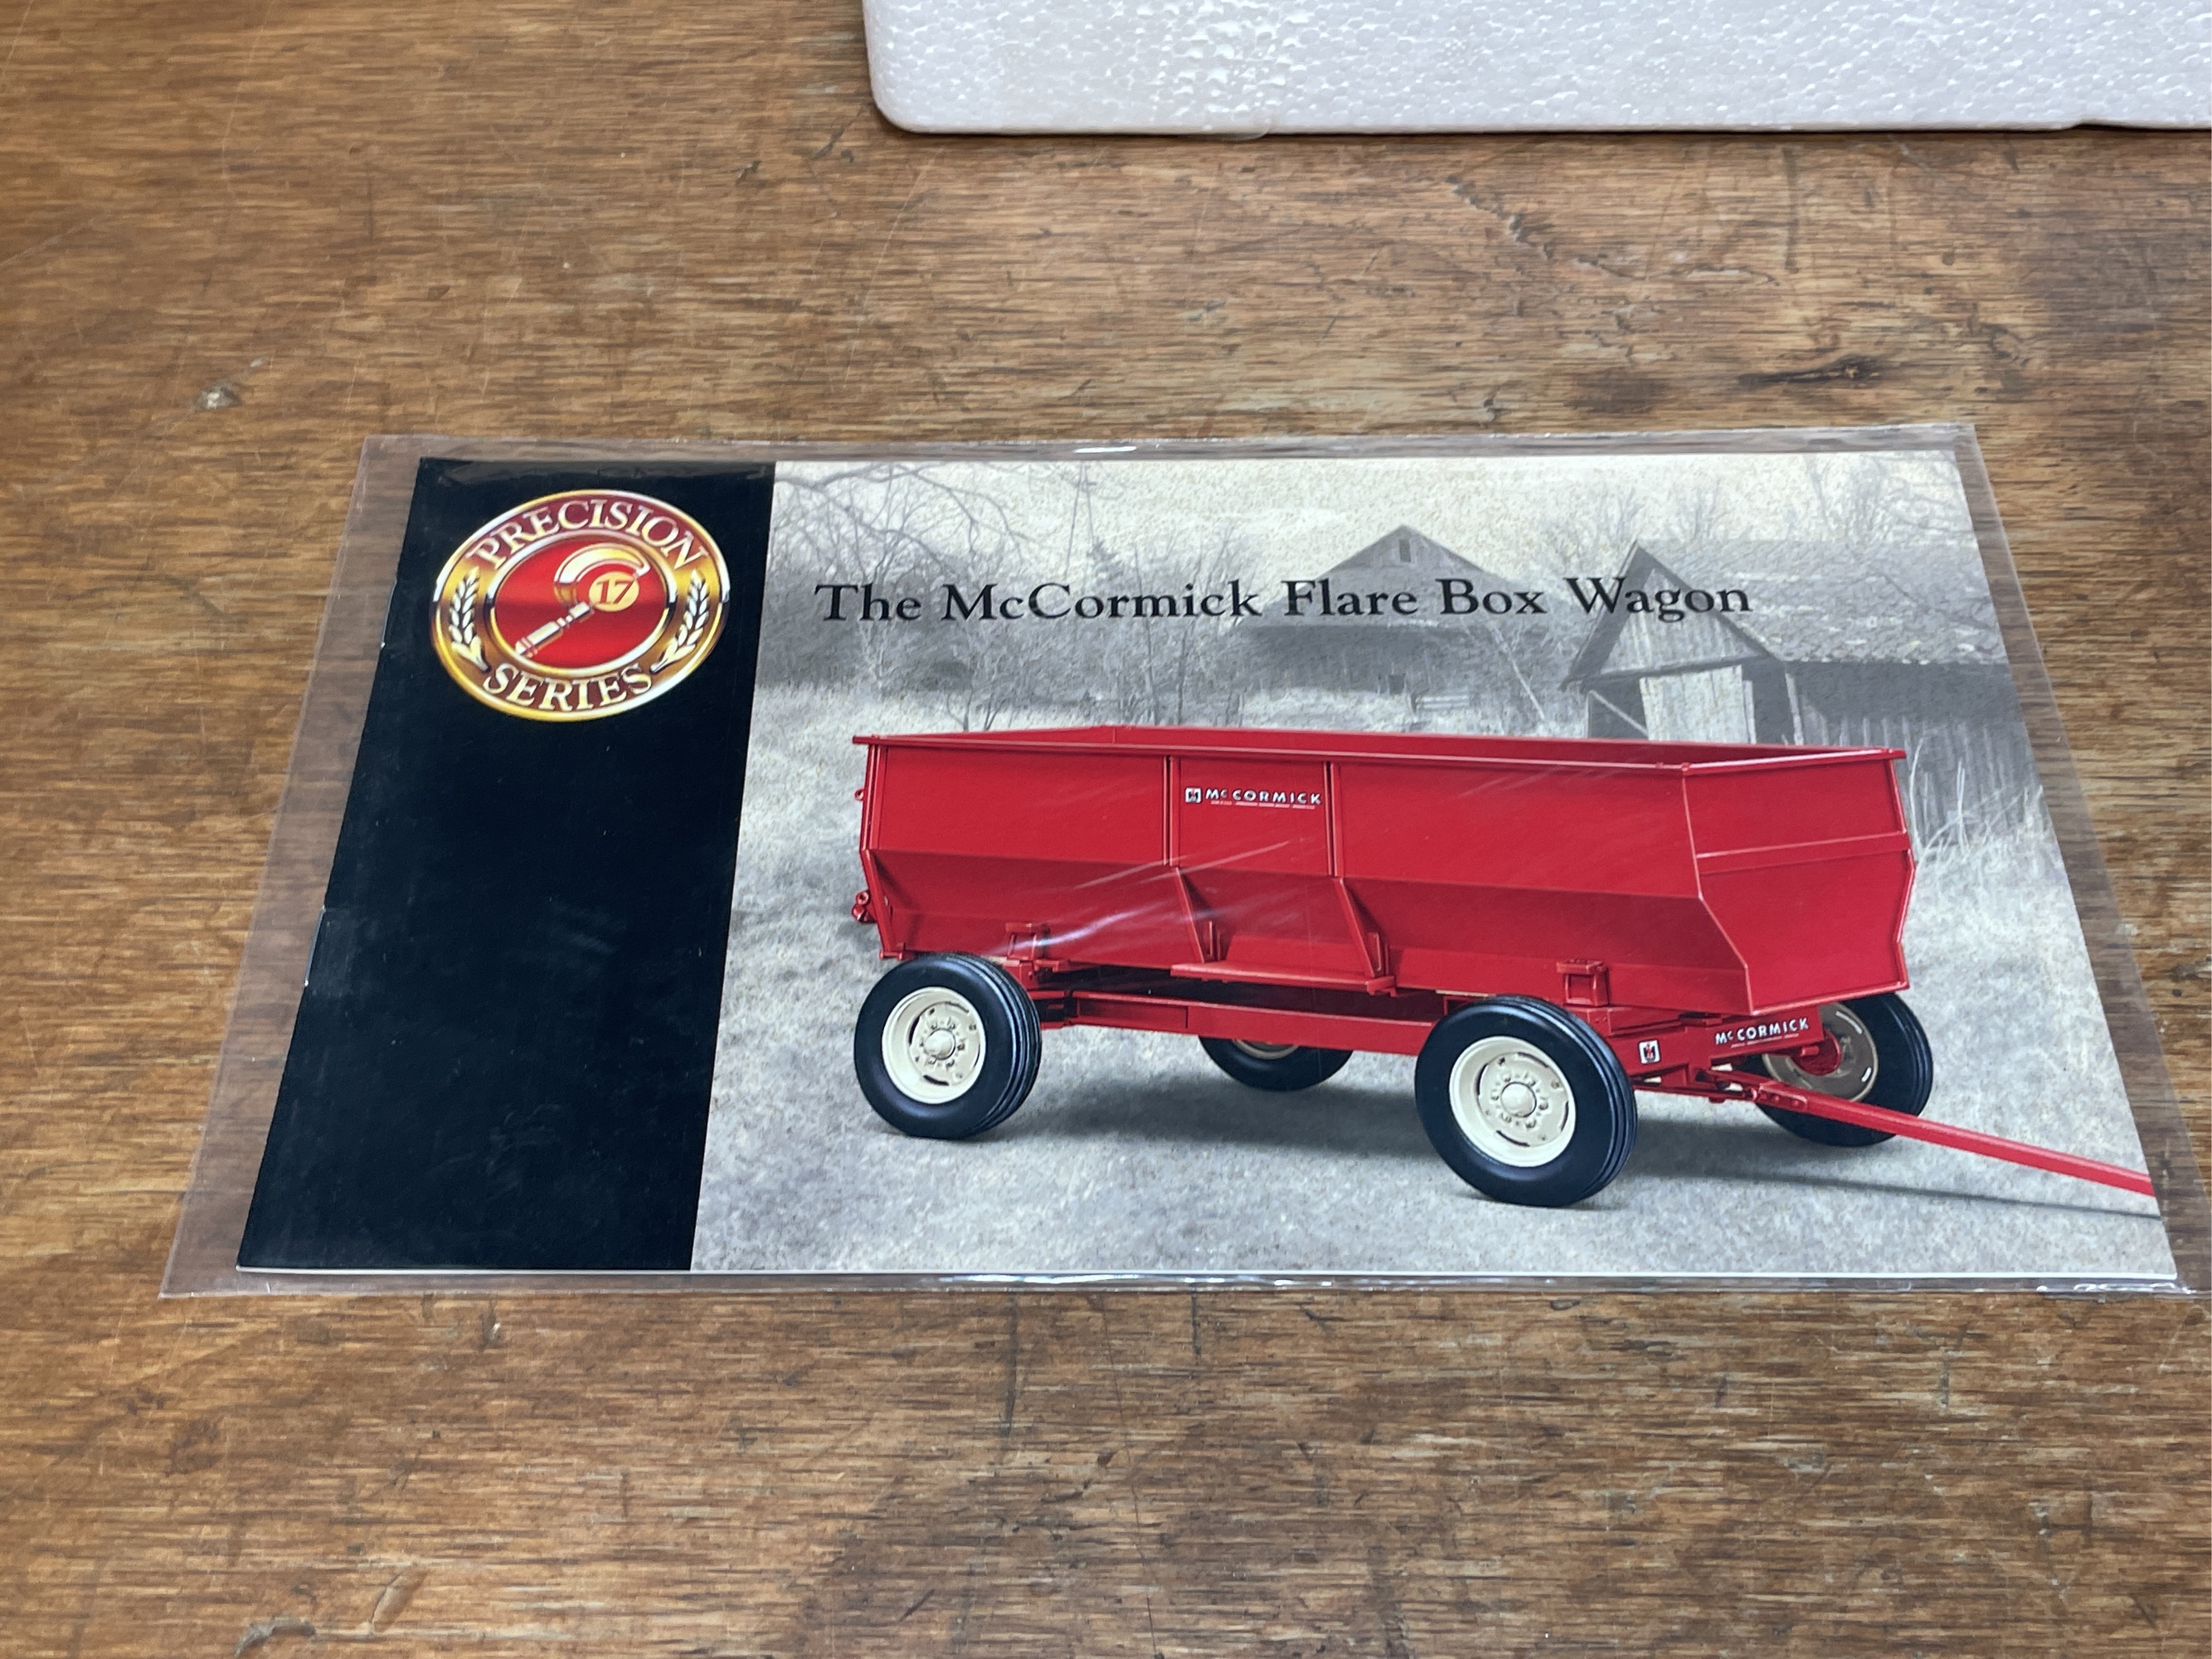 PRECISION
17
SERIES
The McCormick Flare Box Wagon
McCORMICK
McCORMICK